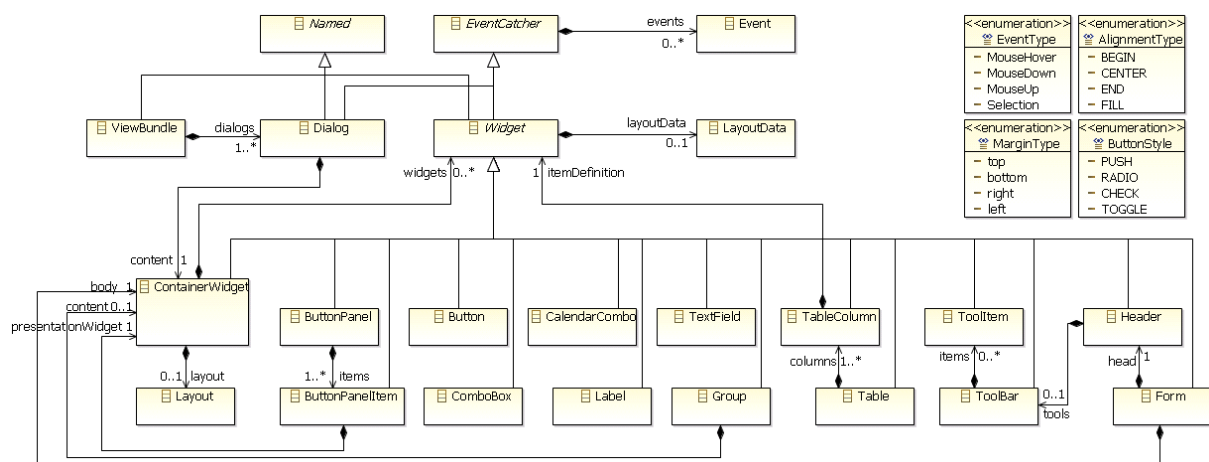 Named
EventCatcher
events
0..*
Event
<<enumeration>>
EventType
MouseHover
MouseDown
MouseUp
Selection
<<enumeration>>
AlignmentType
BEGIN
CENTER
END
FILL
ViewBundle
dialogs
1..*
Dialog
Widget
layoutData
0..1
LayoutData
<<enumeration>>
MarginType
top
bottom
right
left
<<enumeration>>
ButtonStyle
PUSH
RADIO
CHECK
TOGGLE
widgets 0..*
1 itemDefinition
content 1
body 1
content 0..1
presentationWidget 1
ContainerWidget
ButtonPanel
Button
CalendarCombo
TextField
TableColumn
ToolItem
Header
0..1 layout
1..* items
columns 1..*
items 0..*
head 1
0..1
tools
Layout
ButtonPanelItem
ComboBox
Label
Group
Table
ToolBar
Form